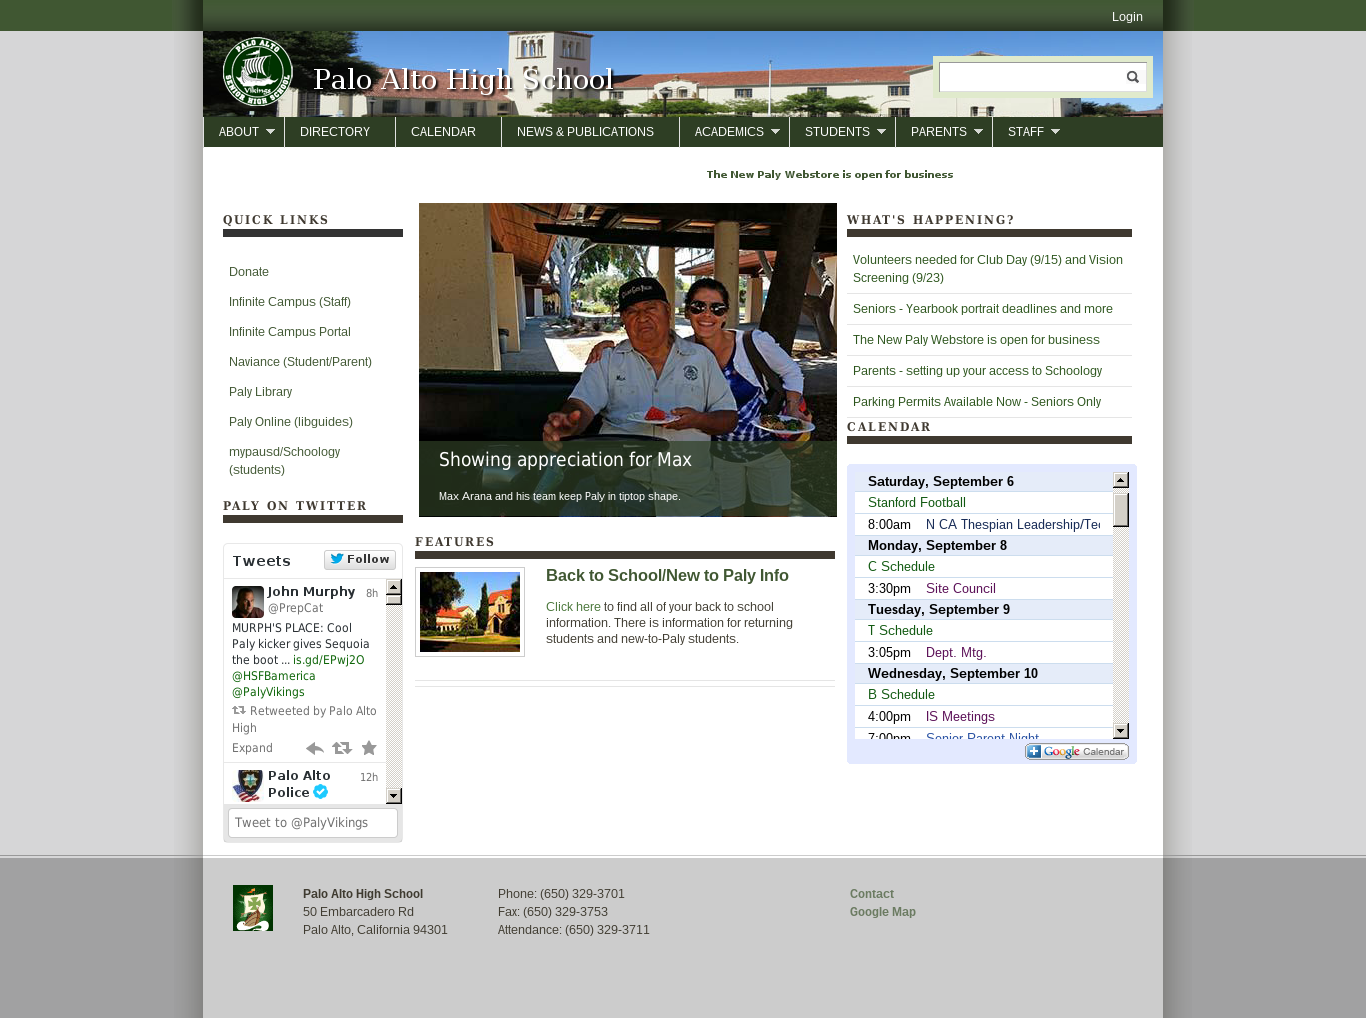 Login
PALO ALTO
Vikings
SENIOR HIGH SCHOOL
Palo Alto High School
ABOUT
DIRECTORY
CALENDAR
NEWS & PUBLICATIONS
ACADEMICS
STUDENTS
PARENTS
STAFF
The New Paly Webstore is open for business
QUICK LINKS
Donate
Infinite Campus (Staff)
Infinite Campus Portal
Naviance (Student/Parent)
Paly Library
Paly Online (libguides)
mypausd/Schoology
(students)
PALY ON TWITTER
Tweets
Follow
John Murphy
8h
@PrepCat
MURPH'S PLACE: Cool
Paly kicker gives Sequoia
the boot ... is.gd/EPwj2O
@HSFBamerica
@PalyVikings
Retweeted by Palo Alto
High
Expand
Palo Alto
12h
Police
Tweet to @PalyVikings
Showing appreciation for Max
Max Arana and his team keep Paly in tiptop shape.
FEATURES
Back to School/New to Paly Info
Click here to find all of your back to school
information. There is information for returning
students and new-to-Paly students.
WHAT'S HAPPENING?
Volunteers needed for Club Day (9/15) and Vision
Screening (9/23)
Seniors - Yearbook portrait deadlines and more
The New Paly Webstore is open for business
Parents - setting up your access to Schoology
Parking Permits Available Now - Seniors Only
CALENDAR
Saturday, September 6
Stanford Football
8:00am N CA Thespian Leadership/Tec
Monday, September 8
C Schedule
3:30pm Site Council
Tuesday, September 9
T Schedule
3:05pm Dept. Mtg.
Wednesday, September 10
B Schedule
4:00pm IS Meetings
7:00pm Senior Parent Night
Google Calendar
Palo Alto High School
50 Embarcadero Rd
Palo Alto, California 94301
Phone: (650) 329-3701
Fax: (650) 329-3753
Attendance: (650) 329-3711
Contact
Google Map